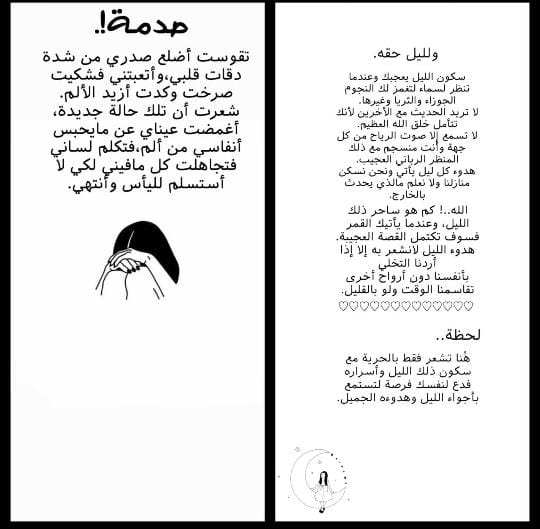 صدمة!.
تقوست أضلع صدري من شدة
دقات قلبي،وأتعبتني فشكيت
صرخت وكدت أزيد الألم.
شعرت أن تلك حالة جديدة،
أغمضت عيناي عن مايحبس
أنفاسي من ألم،فتكلم لساني
فتجاهلت كل مافيني لكي لا
أستسلم لليأس وأنتهي.
ولليل حقه.
سكون الليل يعجبك وعندما
تنظر لسماء لتغمز لك النجوم
الجوزاء والثريا وغيرها.
لا تريد الحديث مع الآخرين لأنك
تتأمل خلق الله العظيم.
لا تسمع إلا صوت الرياح من كل
جهة وأنت منسجم مع ذلك
المنظر الرباني العجيب.
هدوء كل ليل يأتي ونحن نسكن
منازلنا ولا نعلم مالذي يحدث
بالخارج.
الله..! كم هو ساحر ذلك
الليل، وعندما يأتيك القمر
فسوف تكتمل القصة العجيبة.
هدوء الليل لانشعر به إلا إذا
أردنا التخلي
بأنفسنا دون أرواح أخرى
تقاسمنا الوقت ولو بالقليل.
♡♡♡♡♡♡♡♡♡♡♡♡♡
لحظة..
هُنا تشعر فقط بالحرية مع
سكون ذلك الليل وأسراره
فدع لنفسك فرصة لتستمع
بأجواء الليل وهدوءه الجميل.